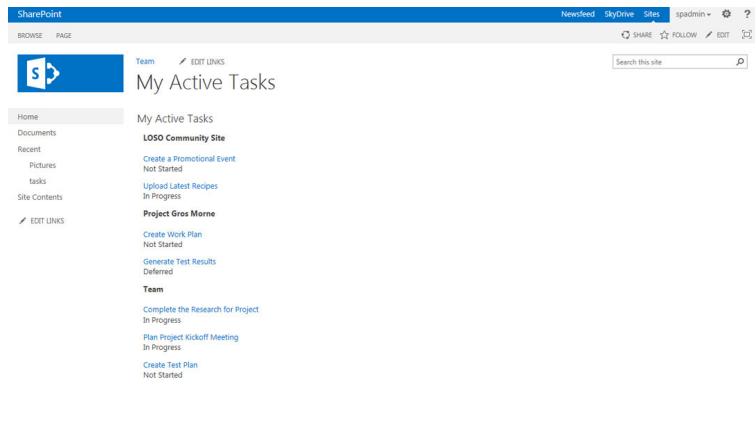 SharePoint
Newsfeed SkyDrive Sites spadmin ?
BROWSE PAGE
SHARE FOLLOW EDIT
S
Team EDIT LINKS
Search this site
My Active Tasks
Home
Documents
Recent
Pictures
tasks
Site Contents
EDIT LINKS
My Active Tasks
LOSO Community Site
Create a Promotional Event
Not Started
Upload Latest Recipes
In Progress
Project Gros Morne
Create Work Plan
Not Started
Generate Test Results
Deferred
Team
Complete the Research for Project
In Progress
Plan Project Kickoff Meeting
In Progress
Create Test Plan
Not Started